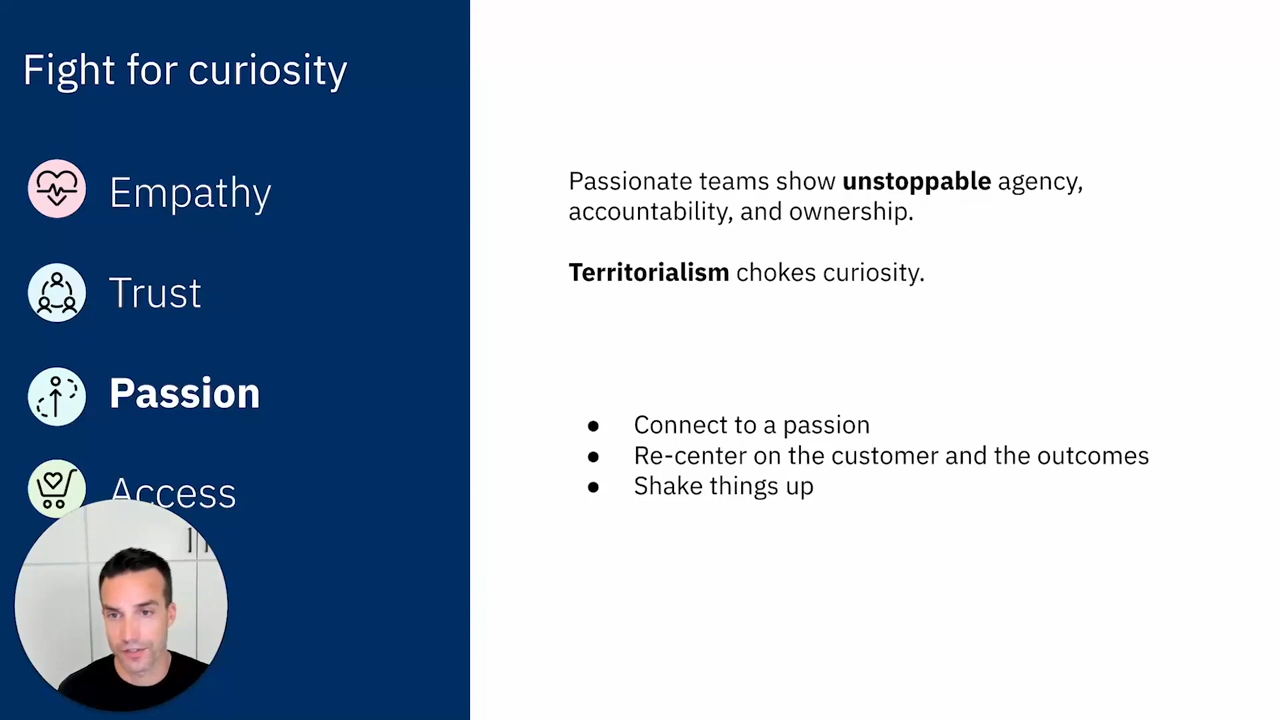 Fight for curiosity
Empathy
Trust
Passion
Access
Passionate teams show unstoppable agency,
accountability, and ownership.
Territorialism chokes curiosity.
● Connect to a passion
● Re-center on the customer and the outcomes
● Shake things up